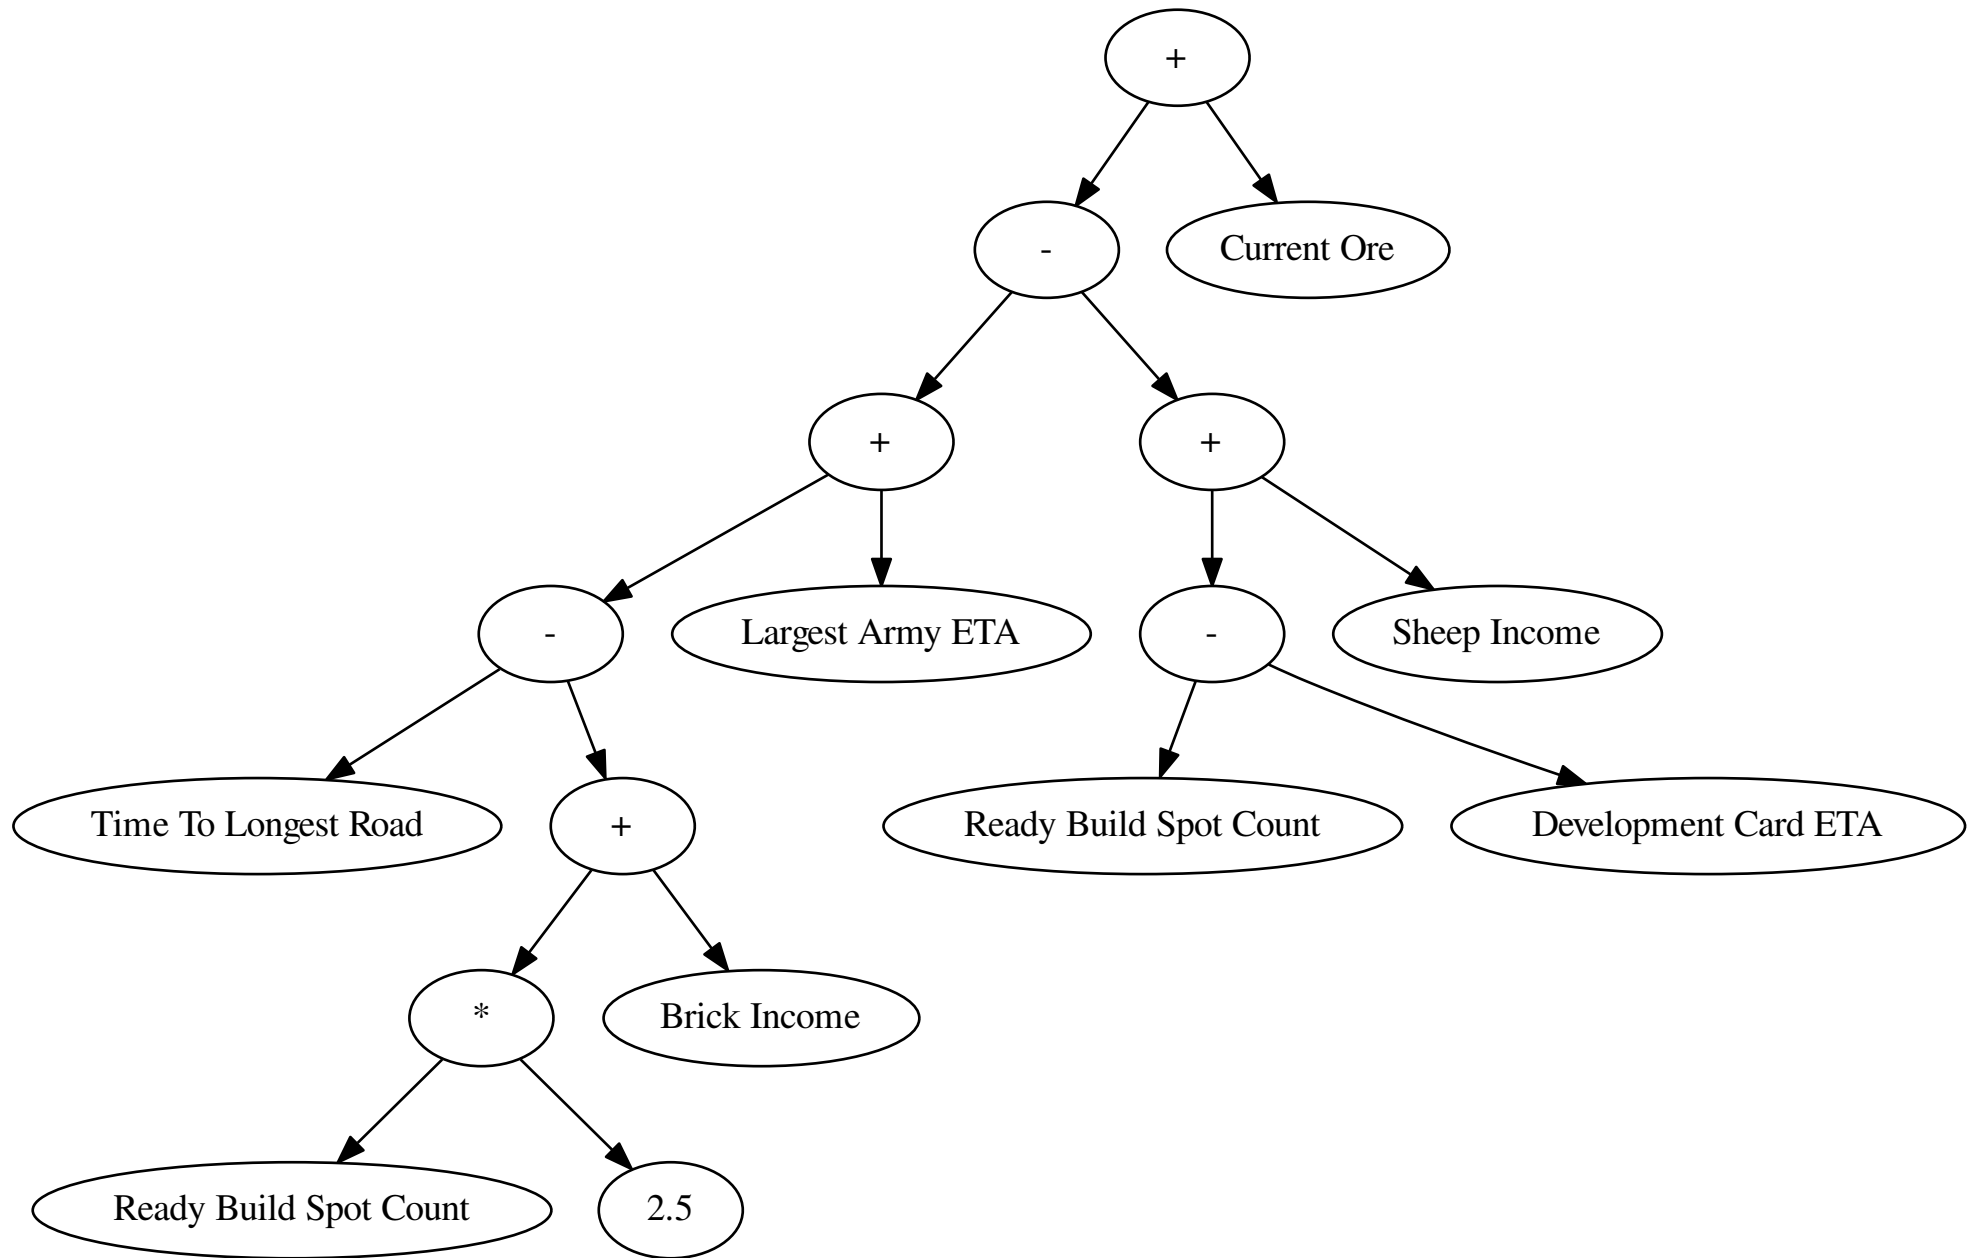 +
-
Current Ore
+
+
-
Largest Army ETA
-
Sheep Income
Time To Longest Road
+
Ready Build Spot Count
Development Card ETA
*
Brick Income
Ready Build Spot Count
2.5